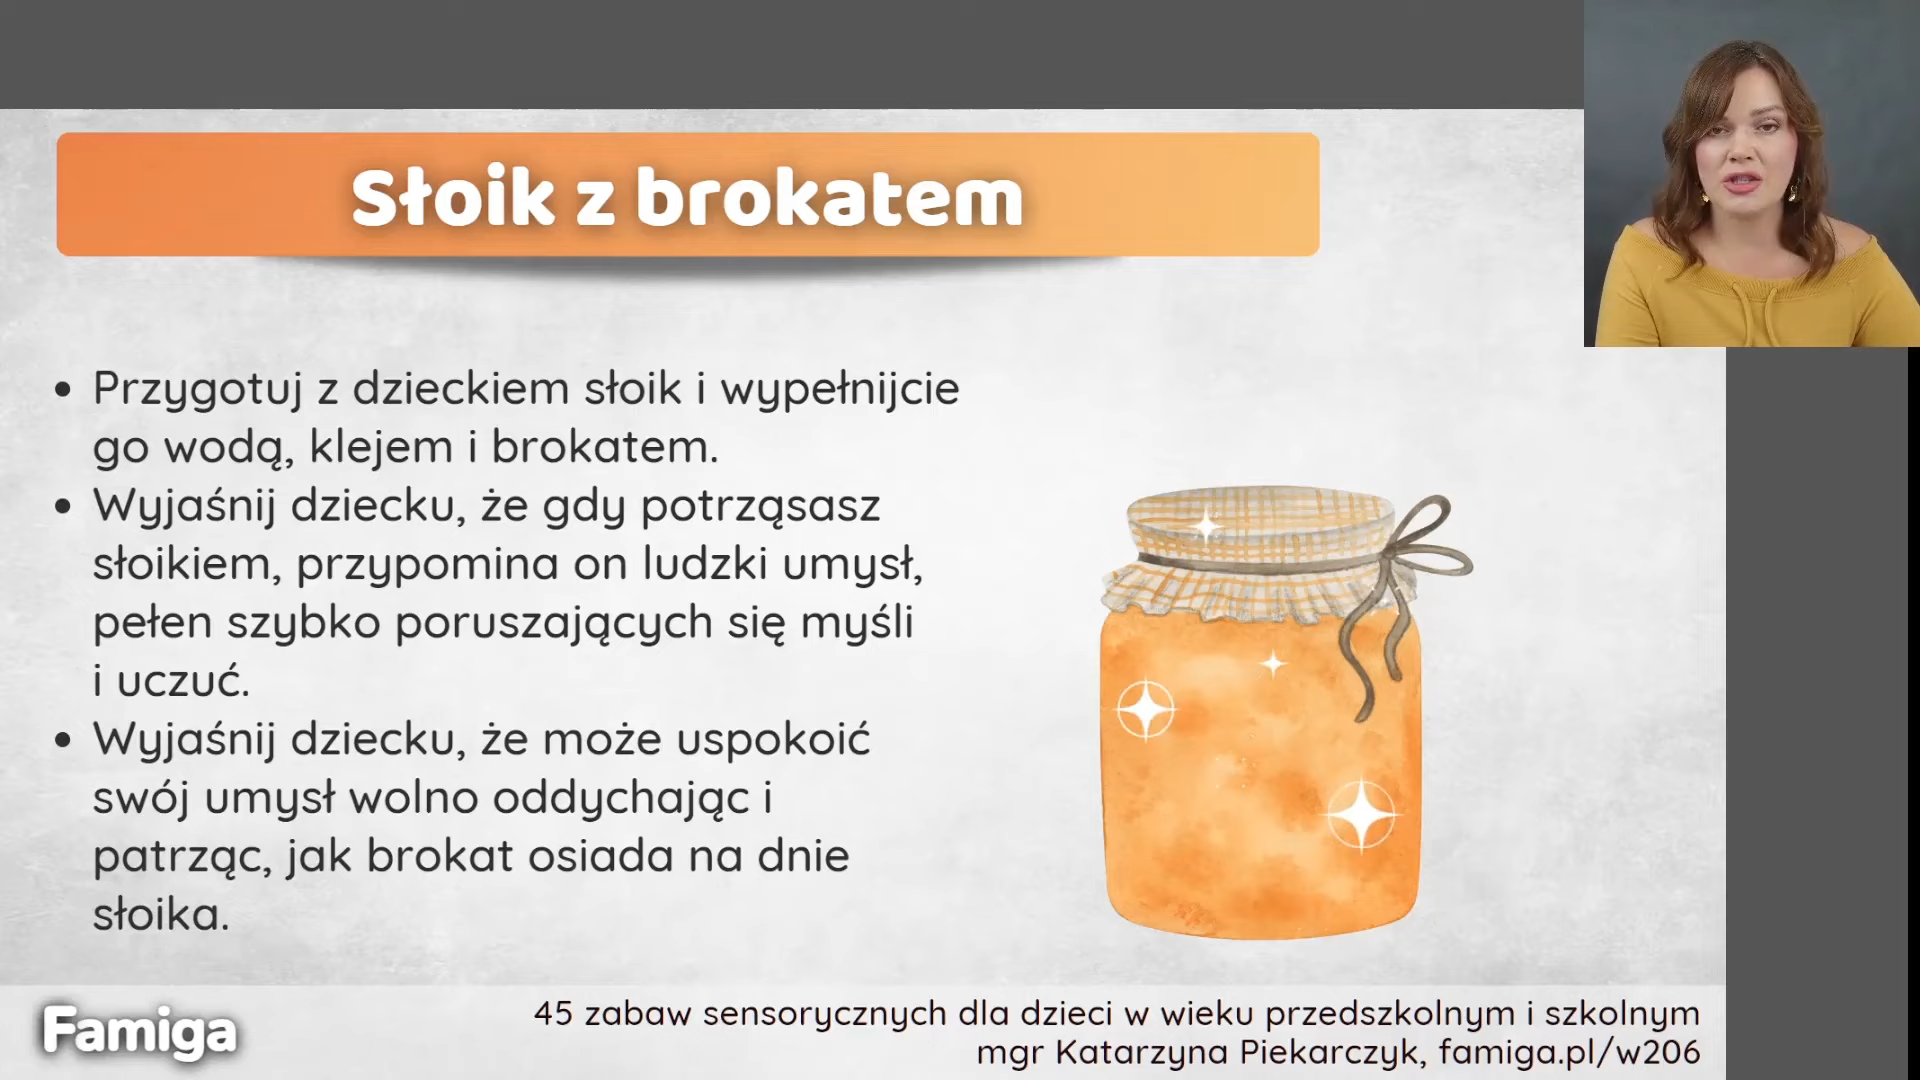 Słoik z brokatem
• Przygotuj z dzieckiem słoik i wypełnijcie
go wodą, klejem i brokatem.
• Wyjaśnij dziecku, że gdy potrząsasz
słoikiem, przypomina on ludzki umysł,
pełen szybko poruszających się myśli
i uczuć.
• Wyjaśnij dziecku, że może uspokoić
swój umysł wolno oddychając i
patrząc, jak brokat osiada na dnie
słoika.
Famiga
45 zabaw sensorycznych dla dzieci w wieku przedszkolnym i szkolnym
mgr Katarzyna Piekarczyk, famiga.pl/w206